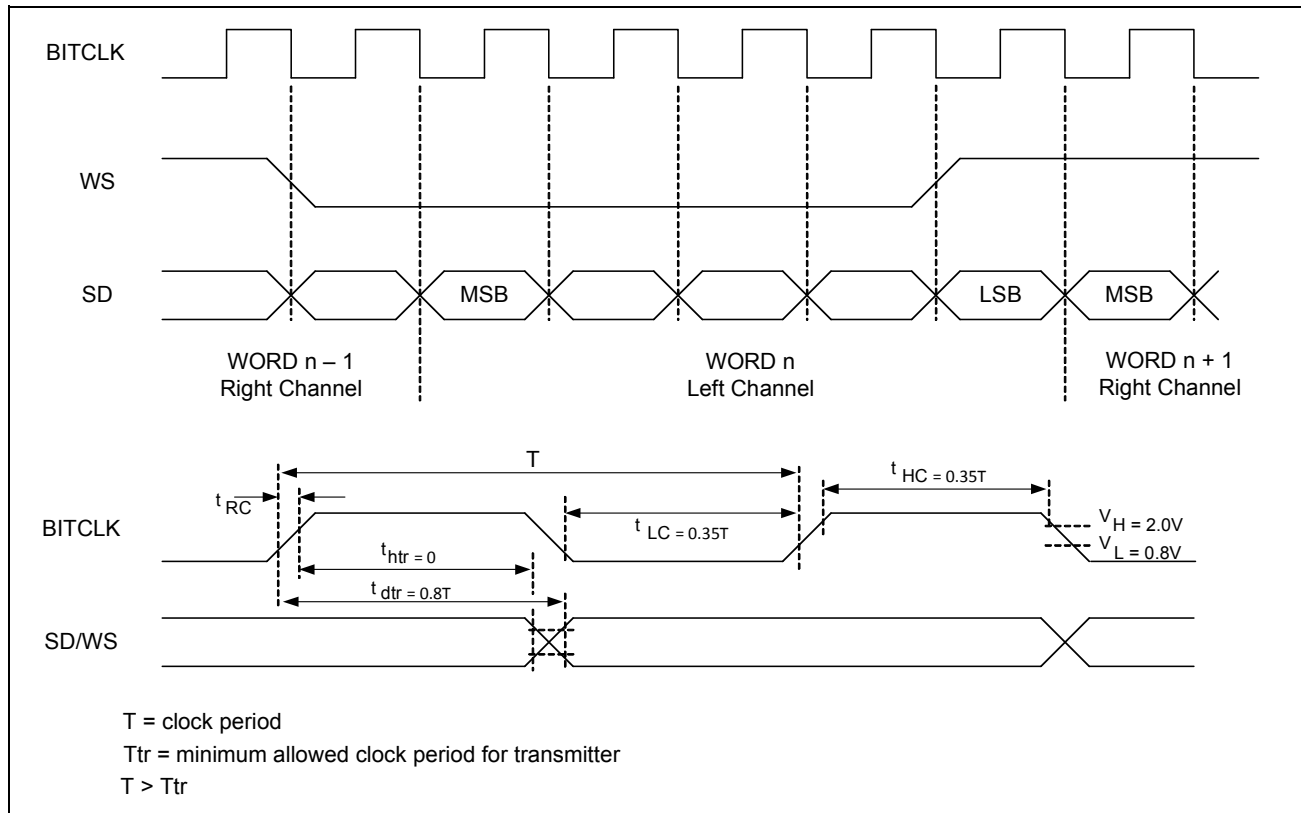 BITCLK
WS
SD
MSB
LSB
MSB
WORD n – 1
Right Channel
WORD n
Left Channel
WORD n + 1
Right Channel
T
t RC
t HC = 0.35T
BITCLK
t LC = 0.35T
V H = 2.0V
V L = 0.8V
t htr = 0
t dtr = 0.8T
SD/WS
T = clock period
Ttr = minimum allowed clock period for transmitter
T > Ttr